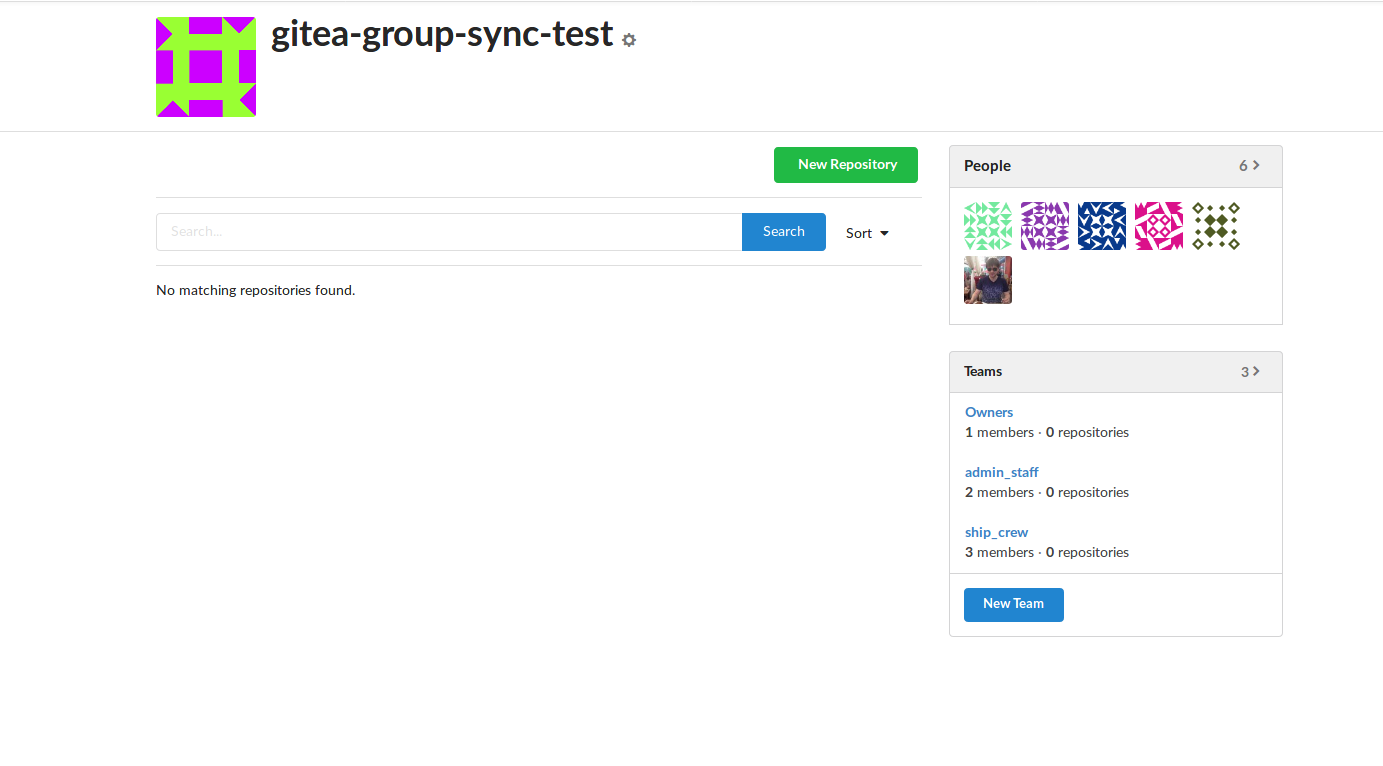 gitea-group-sync-test
New Repository
Search...
Search
Sort
No matching repositories found.
People
6
Teams
3
Owners
1 members · 0 repositories
admin_staff
2 members · 0 repositories
ship_crew
3 members · 0 repositories
New Team